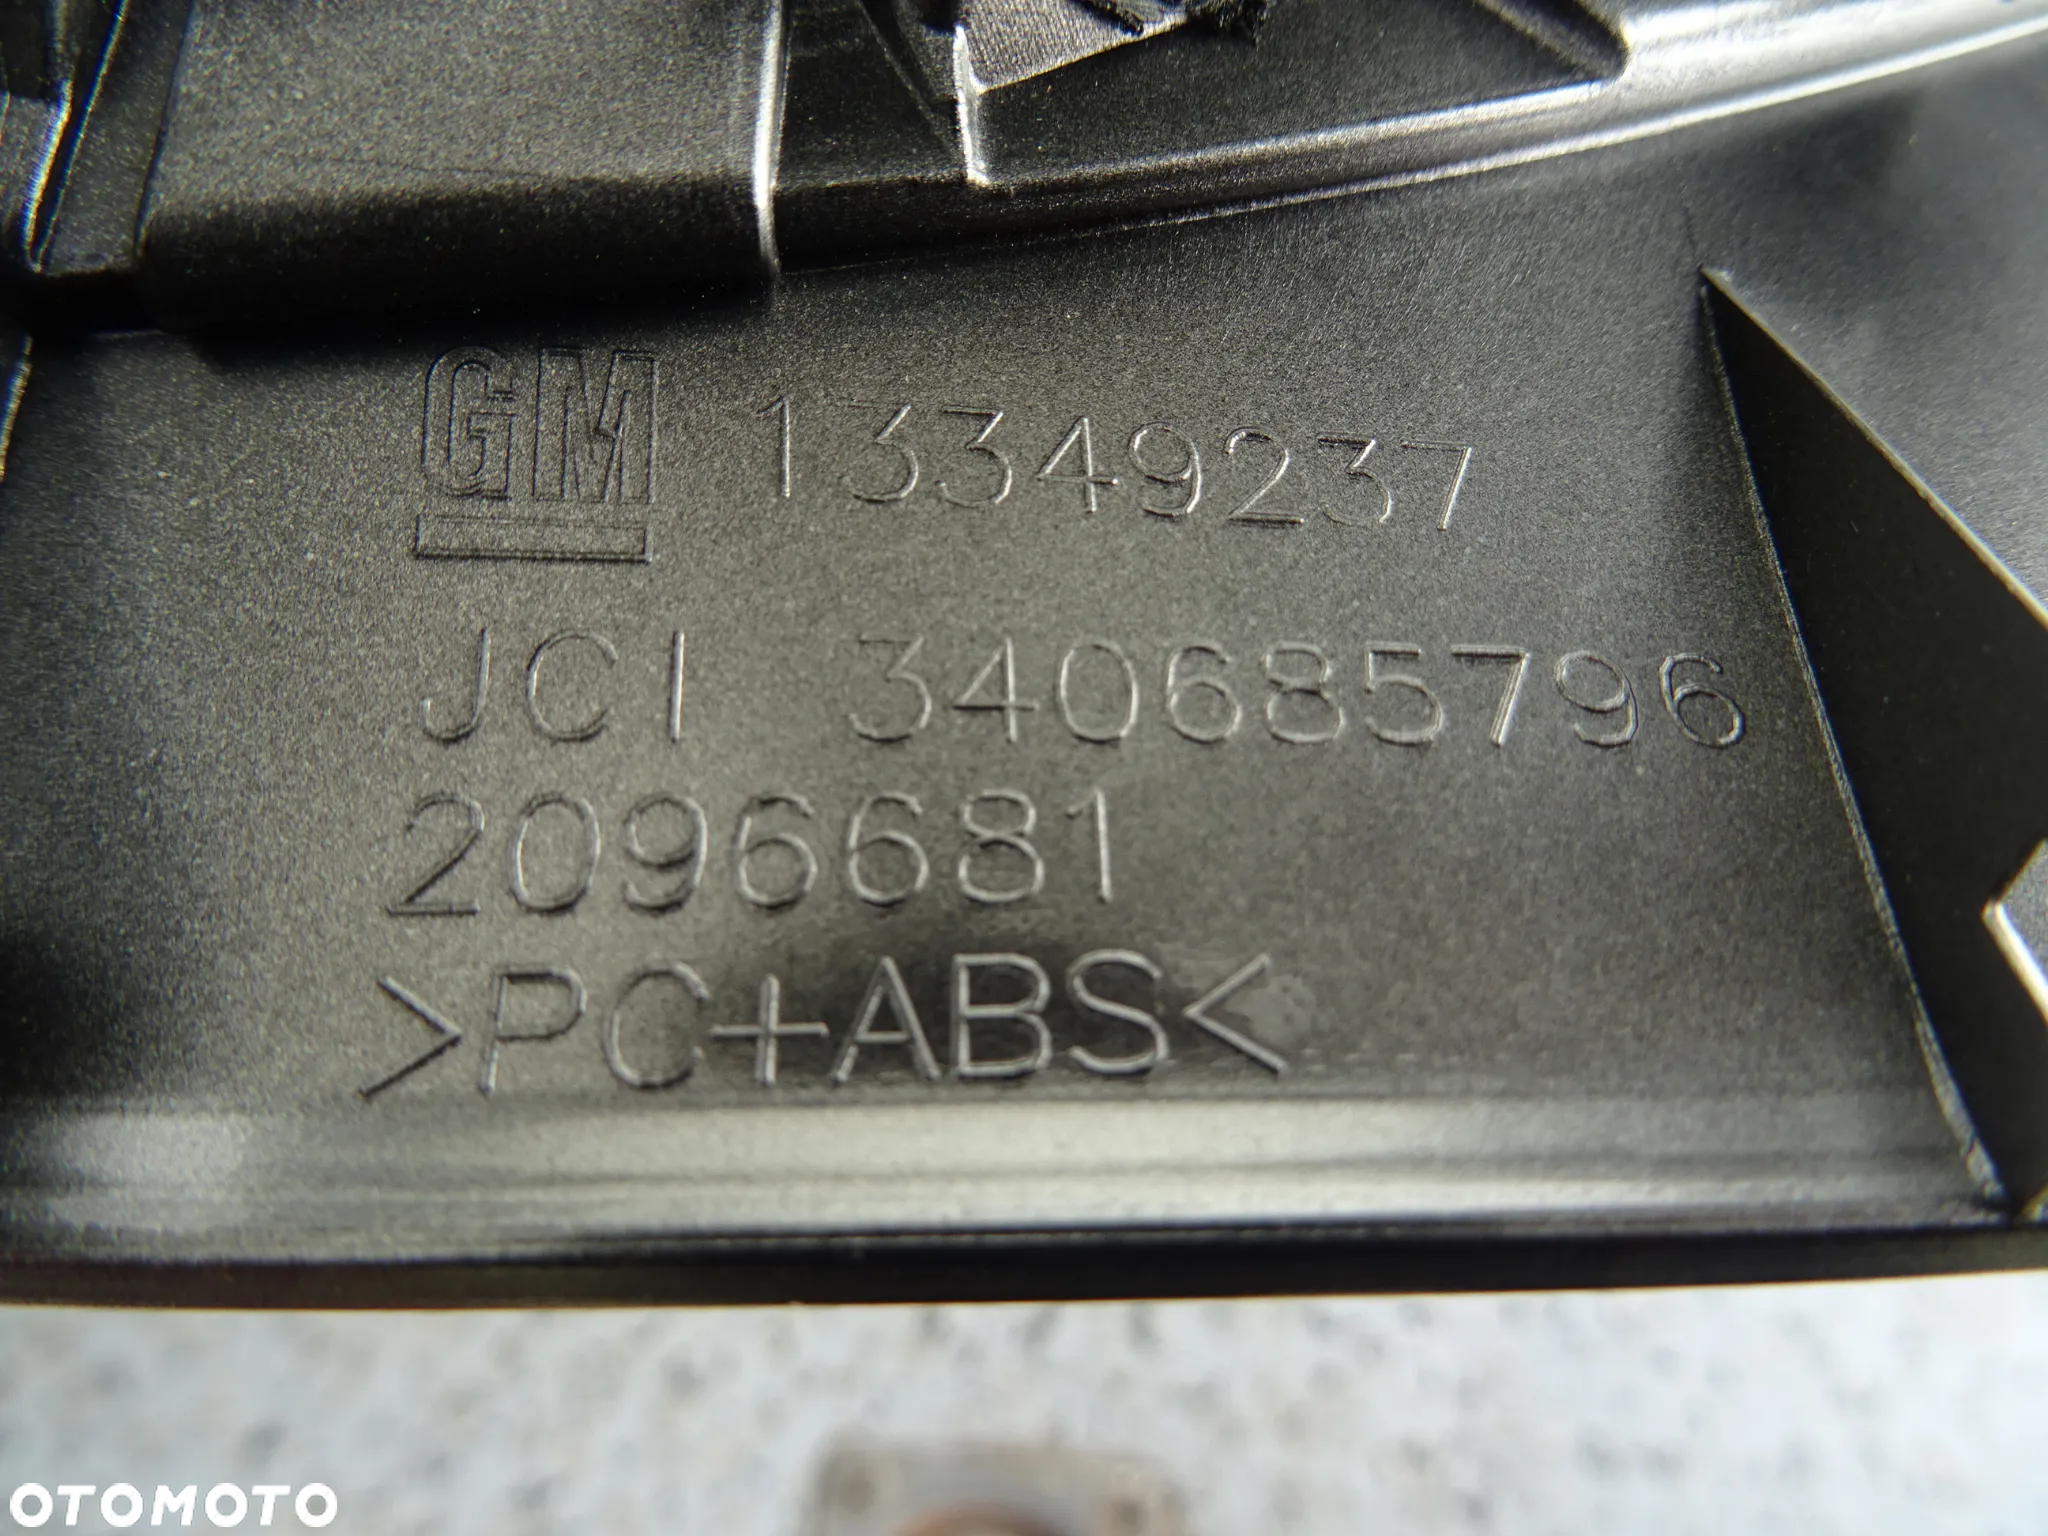 GM 13349237
JCI 340685796
2096681
>PC+ABS<
OTOMOTO